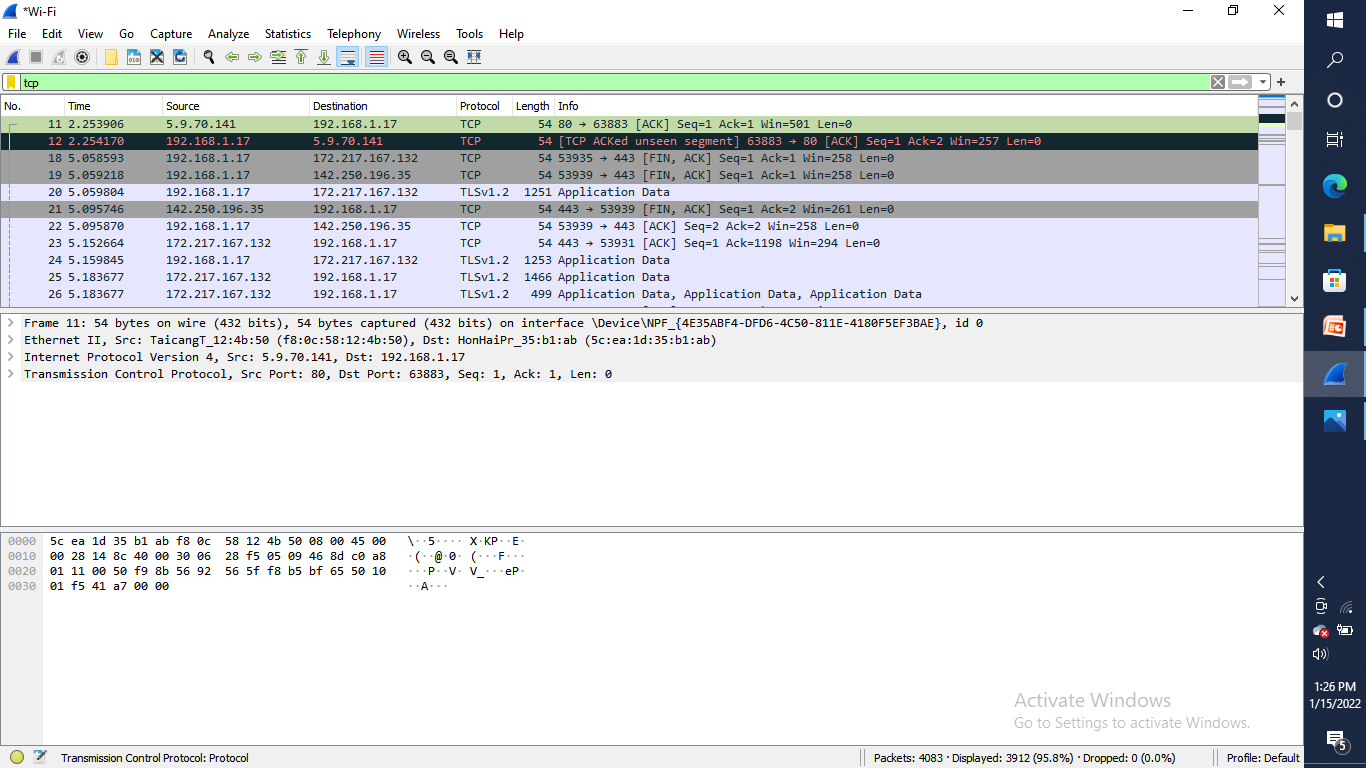 *Wi-Fi
File Edit View Go Capture Analyze Statistics Telephony Wireless Tools Help
tcp
No. Time Source Destination Protocol Length Info
11 2.253906 5.9.70.141 192.168.1.17 TCP 54 80 → 63883 [ACK] Seq=1 Ack=1 Win=501 Len=0
12 2.254170 192.168.1.17 5.9.70.141 TCP 54 [TCP ACKed unseen segment] 63883 → 80 [ACK] Seq=1 Ack=2 Win=257 Len=0
18 5.058593 192.168.1.17 172.217.167.132 TCP 54 53935 → 443 [FIN, ACK] Seq=1 Ack=1 Win=258 Len=0
19 5.059218 192.168.1.17 142.250.196.35 TCP 54 53939 → 443 [FIN, ACK] Seq=1 Ack=1 Win=258 Len=0
20 5.059804 192.168.1.17 172.217.167.132 TLSv1.2 1251 Application Data
21 5.095746 142.250.196.35 192.168.1.17 TCP 54 443 → 53939 [FIN, ACK] Seq=1 Ack=2 Win=261 Len=0
22 5.095870 192.168.1.17 142.250.196.35 TCP 54 53939 → 443 [ACK] Seq=2 Ack=2 Win=258 Len=0
23 5.152664 172.217.167.132 192.168.1.17 TCP 54 443 → 53931 [ACK] Seq=1 Ack=1198 Win=294 Len=0
24 5.159845 192.168.1.17 172.217.167.132 TLSv1.2 1253 Application Data
25 5.183677 172.217.167.132 192.168.1.17 TLSv1.2 1466 Application Data
26 5.183677 172.217.167.132 192.168.1.17 TLSv1.2 499 Application Data, Application Data, Application Data
Frame 11: 54 bytes on wire (432 bits), 54 bytes captured (432 bits) on interface \Device\NPF_{4E35ABF4-DFD6-4C50-811E-4180F5EF3BAE}, id 0
Ethernet II, Src: TaicangT_12:4b:50 (f8:0c:58:12:4b:50), Dst: HonHaiPr_35:b1:ab (5c:ea:1d:35:b1:ab)
Internet Protocol Version 4, Src: 5.9.70.141, Dst: 192.168.1.17
Transmission Control Protocol, Src Port: 80, Dst Port: 63883, Seq: 1, Ack: 1, Len: 0
0000 5c ea 1d 35 b1 ab f8 0c 58 12 4b 50 08 00 45 00 \··5···· X·KP··E·
0010 00 28 14 8c 40 00 30 06 28 f5 05 09 46 8d c0 a8 ·(··@·0· (···F···
0020 01 11 00 50 f9 8b 56 92 56 5f f8 b5 bf 65 50 10 ···P··V· V_···eP·
0030 01 f5 41 a7 00 00 ··A···
Activate Windows
Go to Settings to activate Windows.
Transmission Control Protocol: Protocol
Packets: 4083 · Displayed: 3912 (95.8%) · Dropped: 0 (0.0%)
Profile: Default
1:26 PM
1/15/2022
5